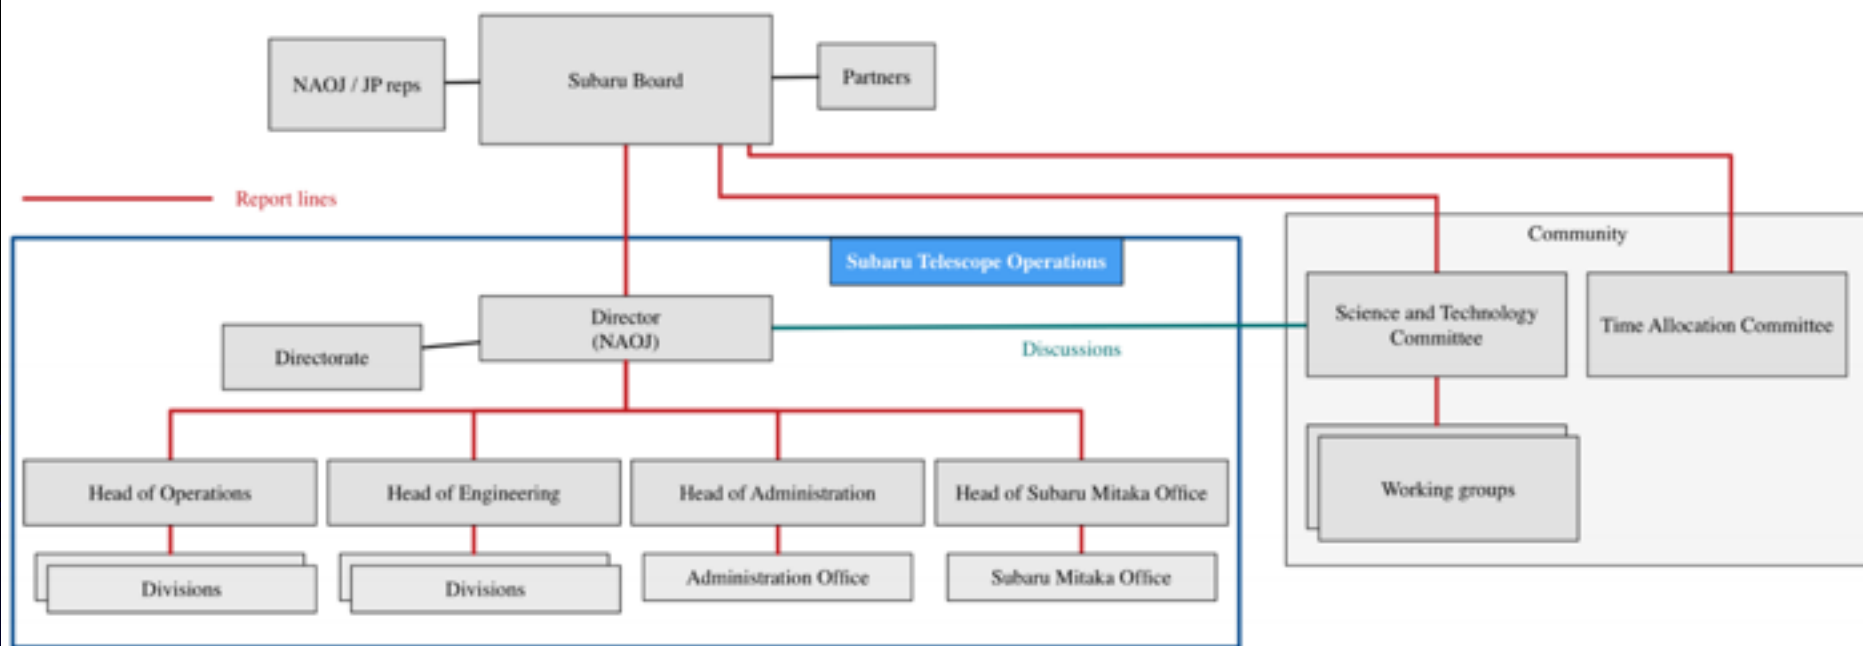 NAOJ / JP reps
Subaru Board
Partners
Report lines
Subaru Telescope Operations
Community
Director
(NAOJ)
Directorate
Discussions
Science and Technology
Committee
Time Allocation Committee
Head of Operations
Head of Engineering
Head of Administration
Head of Subaru Mitaka Office
Working groups
Divisions
Divisions
Administration Office
Subaru Mitaka Office